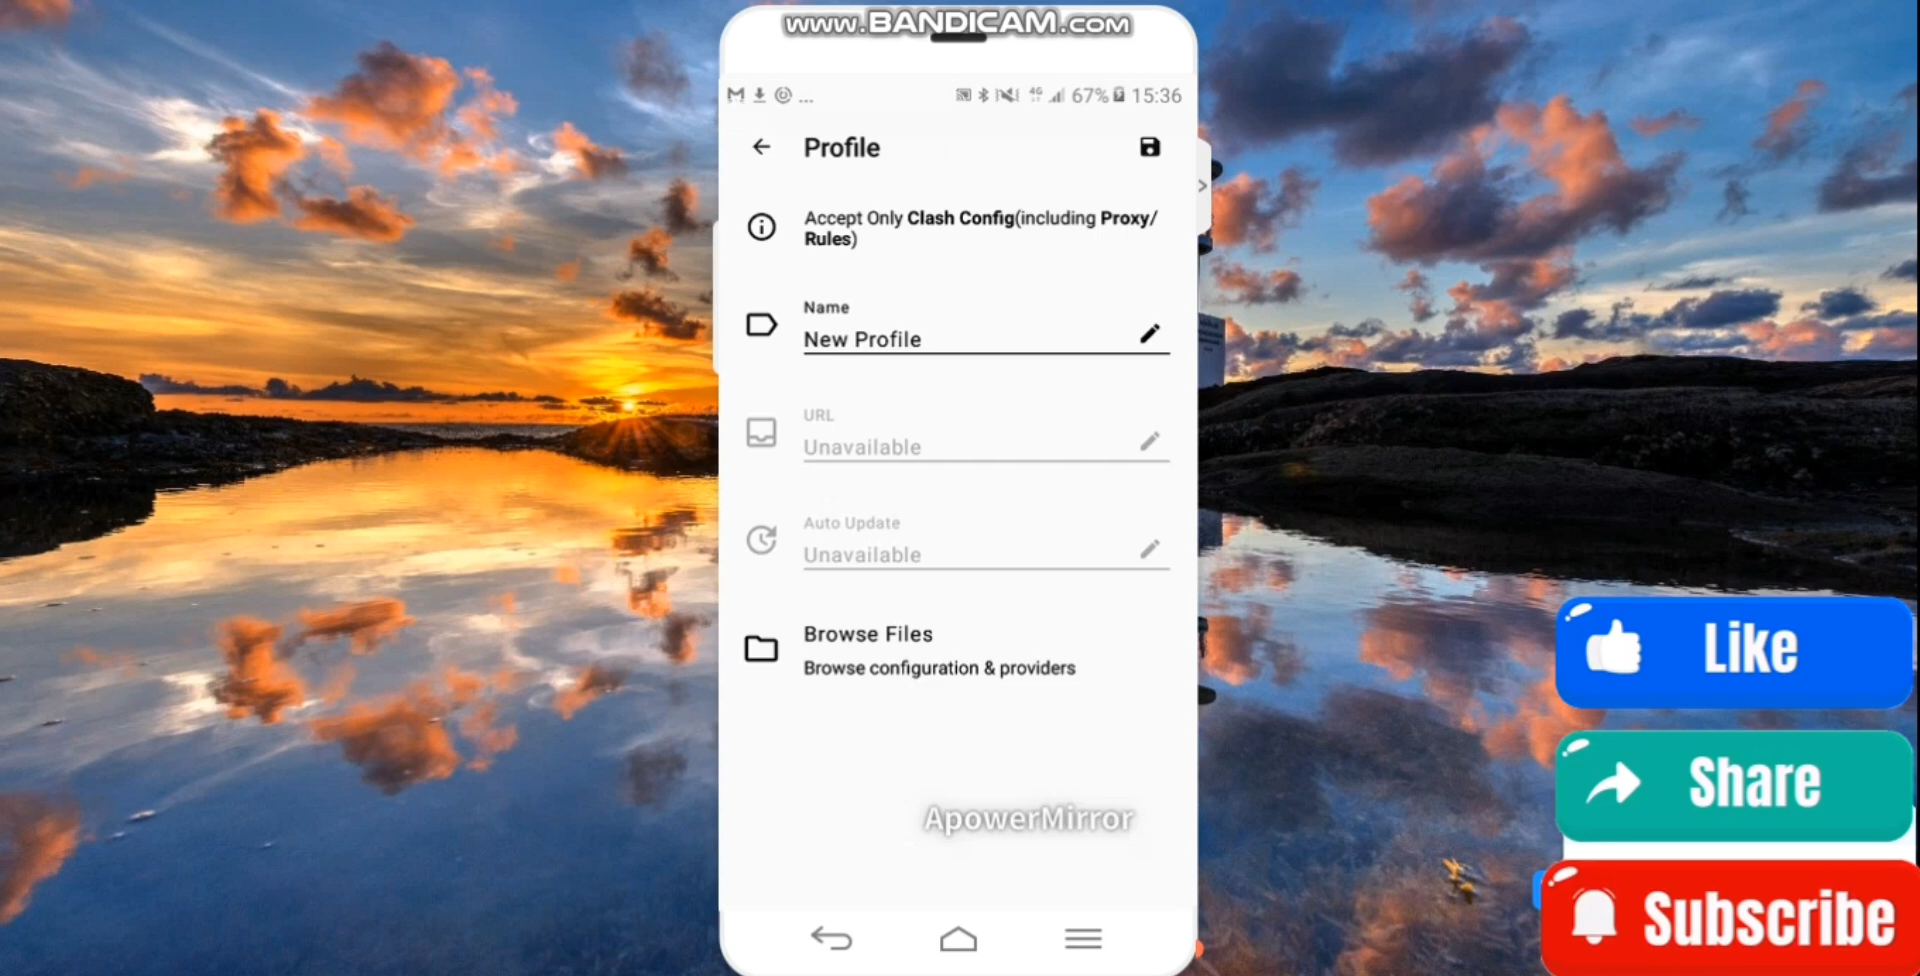 www.BANDICAM.com
67% 15:36
Profile
Accept Only Clash Config(including Proxy/
Rules)
Name
New Profile
URL
Unavailable
Auto Update
Unavailable
Browse Files
Browse configuration & providers
ApowerMirror
Like
Share
Subscribe